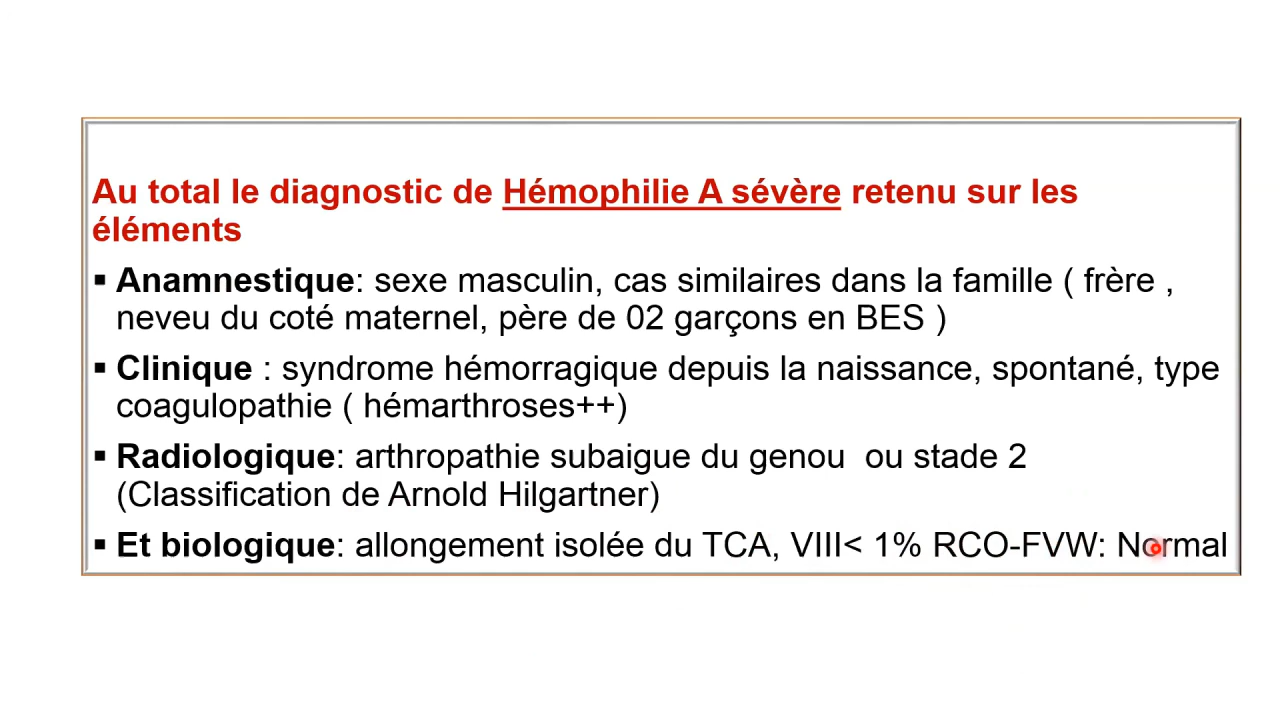 Au total le diagnostic de Hémophilie A sévère retenu sur les
éléments
▪ Anamnestique: sexe masculin, cas similaires dans la famille ( frère ,
neveu du coté maternel, père de 02 garçons en BES )
▪ Clinique : syndrome hémorragique depuis la naissance, spontané, type
coagulopathie ( hémarthroses++)
▪ Radiologique: arthropathie subaigue du genou  ou stade 2
(Classification de Arnold Hilgartner)
▪ Et biologique: allongement isolée du TCA, VIII< 1% RCO-FVW: Normal